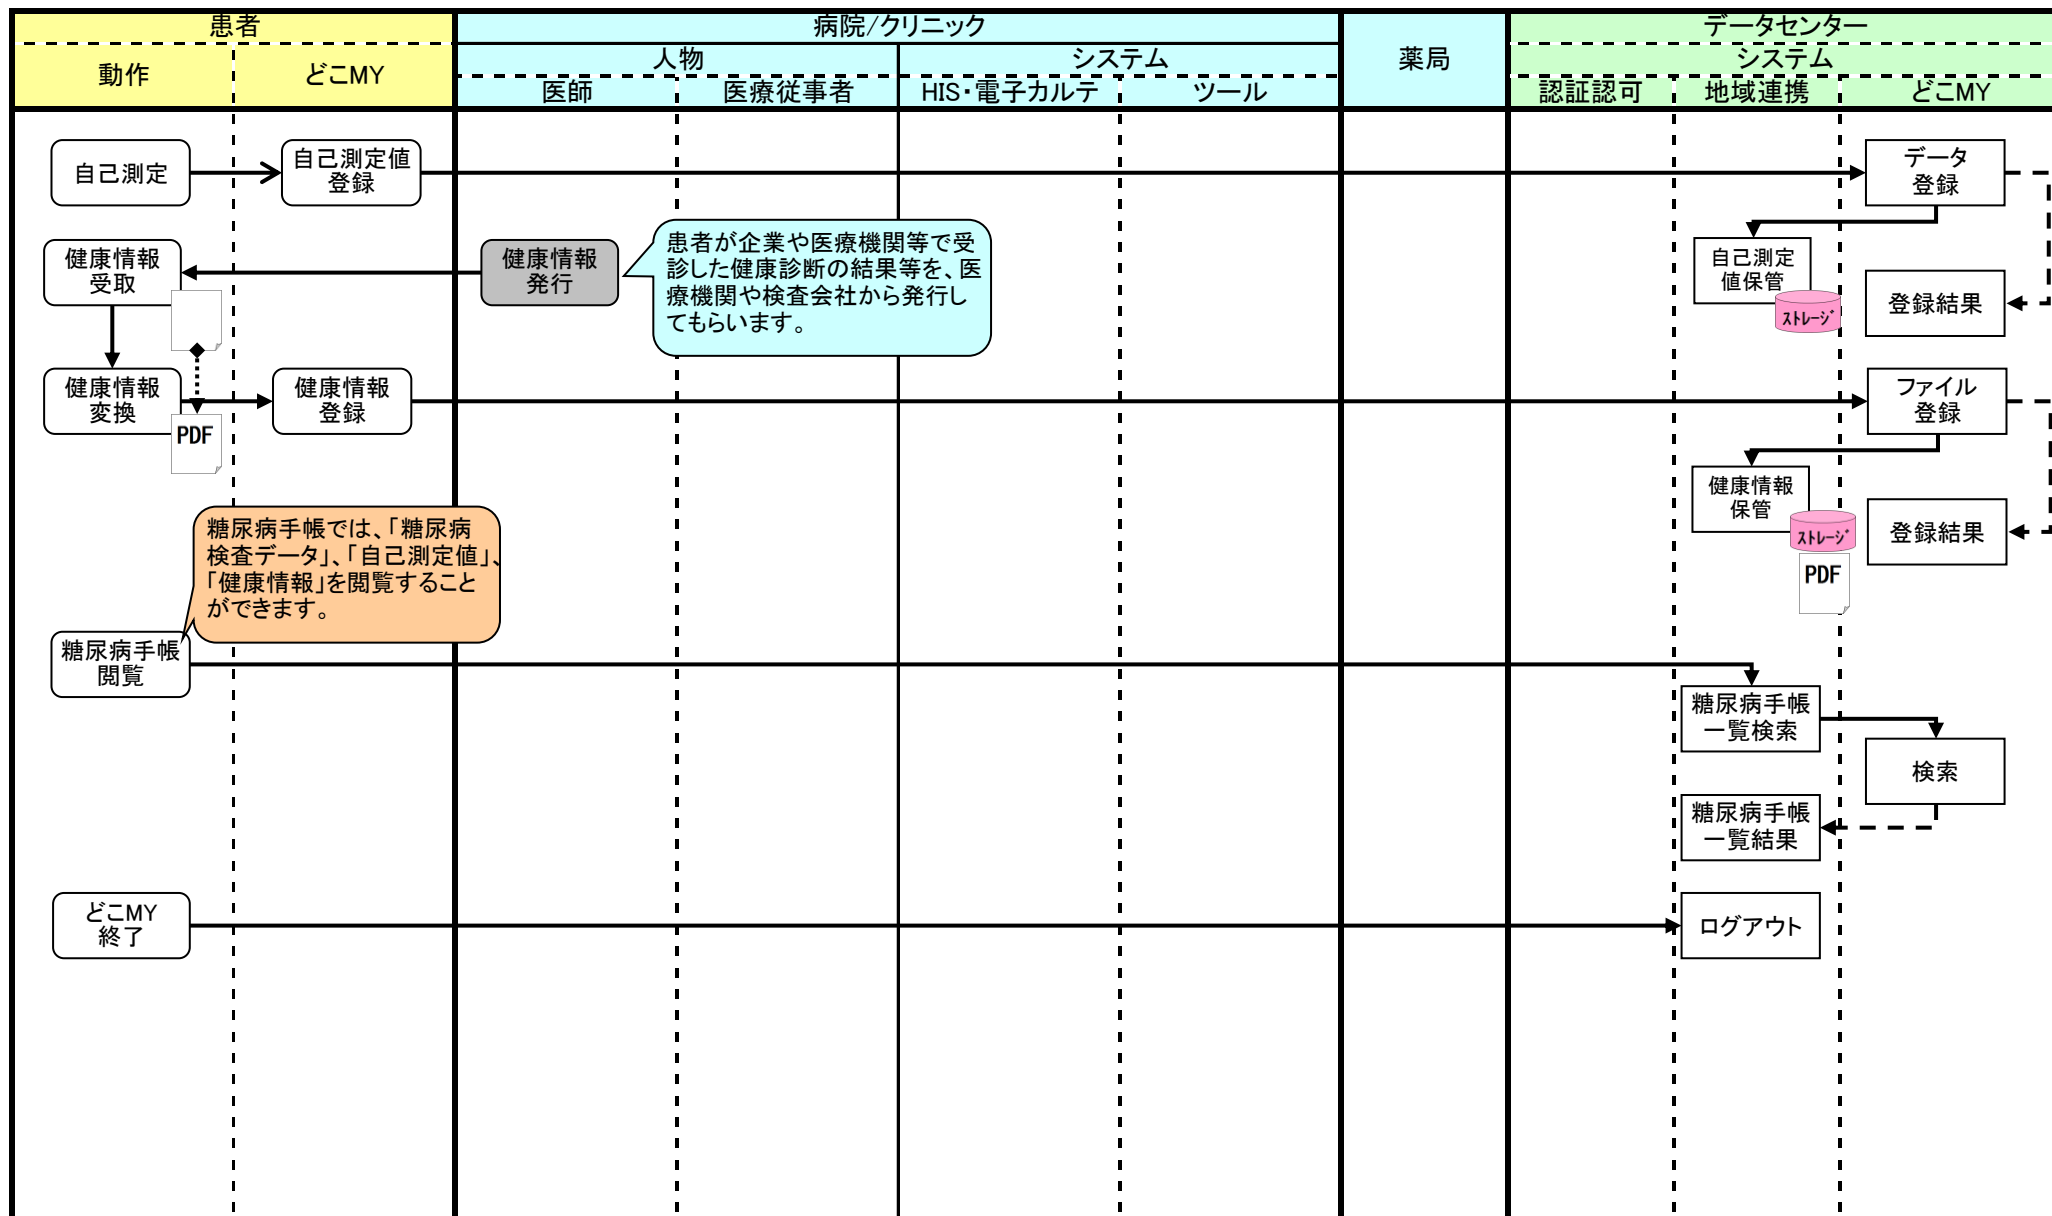 患者
病院/クリニック
薬局
データセンター
動作
どこMY
人物
システム
システム
医師
医療従事者
HIS・電子カルテ
ツール
認証認可
地域連携
どこMY
自己測定
自己測定値
登録
データ
登録
健康情報
受取
健康情報
発行
患者が企業や医療機関等で受
診した健康診断の結果等を、医
療機関や検査会社から発行し
てもらいます。
自己測定
値保管
ｽﾄﾚｰｼﾞ
登録結果
健康情報
変換
PDF
健康情報
登録
ファイル
登録
健康情報
保管
ｽﾄﾚｰｼﾞ
PDF
登録結果
糖尿病手帳では、「糖尿病
検査データ」、「自己測定値」、
「健康情報」を閲覧すること
ができます。
糖尿病手帳
閲覧
糖尿病手帳
一覧検索
検索
糖尿病手帳
一覧結果
どこMY
終了
ログアウト